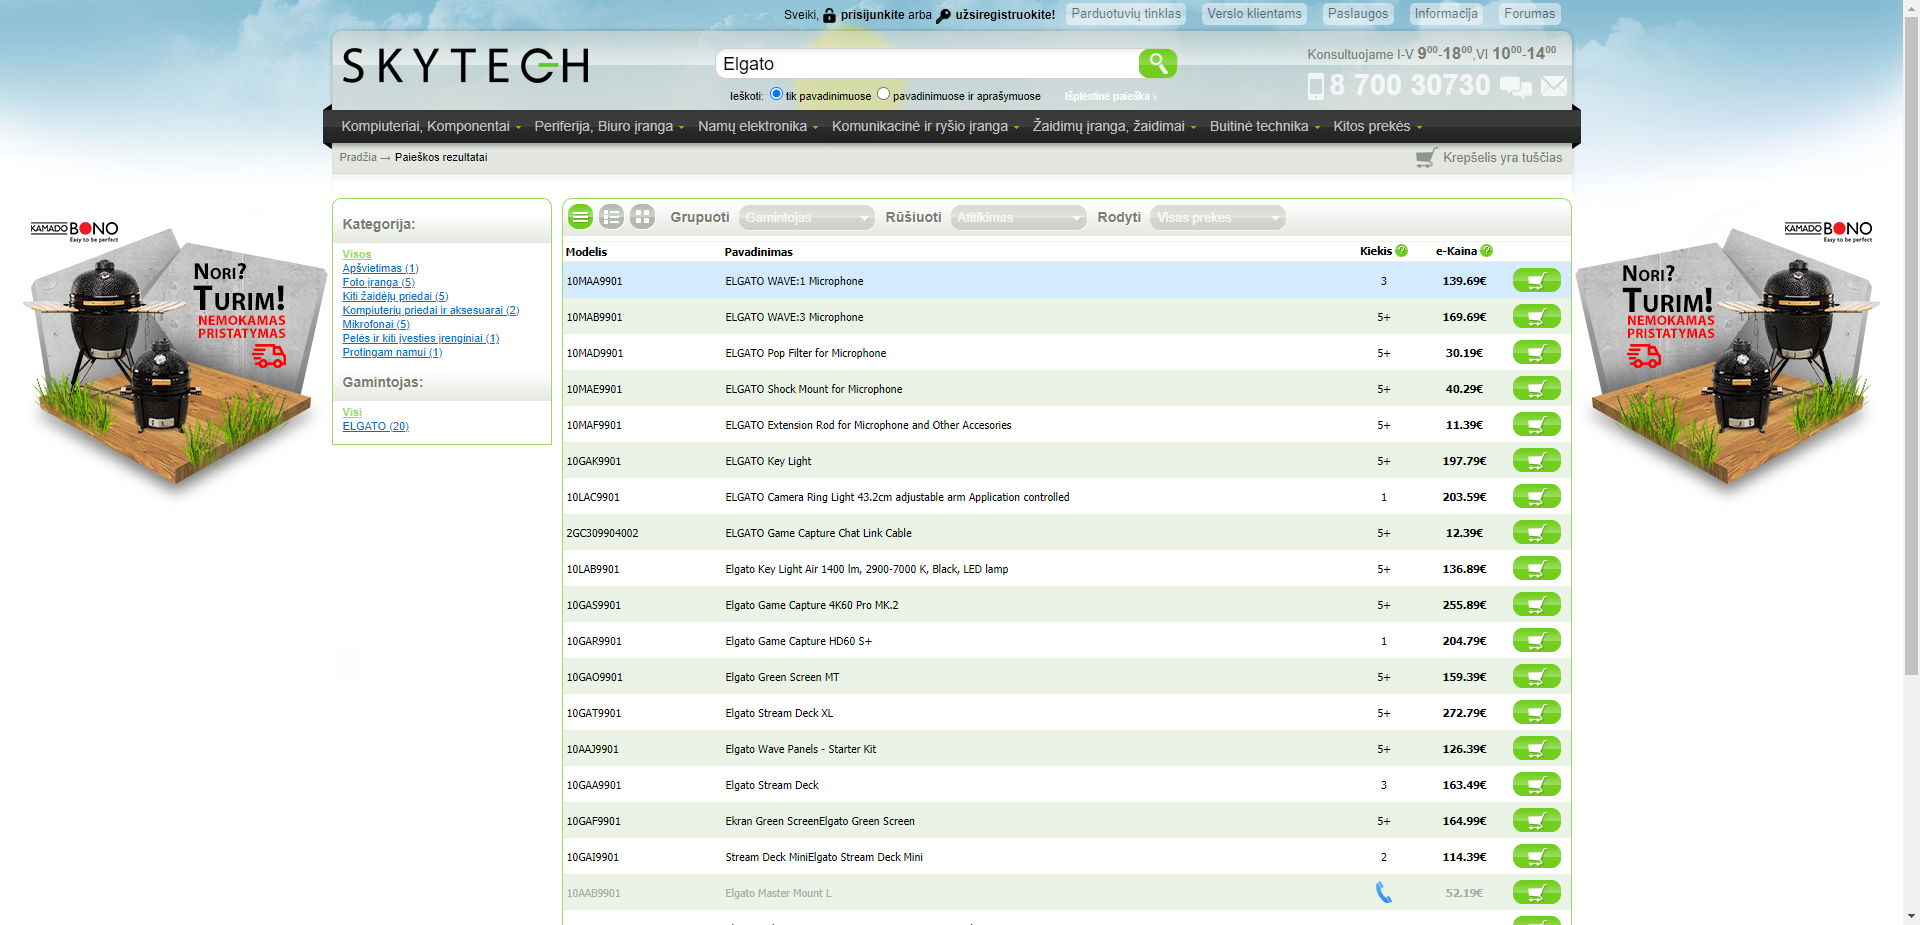 Sveiki, prisijunkite arba užsiregistruokite! Parduotuvių tinklas Verslo klientams Paslaugos Informacija Forumas
SKYTECH
Elgato
Konsultuojame I-V 9⁰⁰-18⁰⁰,VI 10⁰⁰-14⁰⁰
8 700 30730
Ieškoti: tik pavadinimuose pavadinimuose ir aprašymuose Išplėstinė paieška ›
Kompiuteriai, Komponentai Periferija, Biuro įranga Namų elektronika Komunikacinė ir ryšio įranga Žaidimų įranga, žaidimai Buitinė technika Kitos prekės
Pradžia → Paieškos rezultatai
Krepšelis yra tuščias
KAMADO BONO
Easy to be perfect
Nori?
Turim!
NEMOKAMAS
PRISTATYMAS
Kategorija:
Visos
Apšvietimas (1)
Foto įranga (5)
Kiti žaidėjų priedai (5)
Kompiuterių priedai ir aksesuarai (2)
Mikrofonai (5)
Pelės ir kiti įvesties įrenginiai (1)
Protingam namui (1)
Gamintojas:
Visi
ELGATO (20)
Grupuoti Gamintojas Rūšiuoti Atitikimas Rodyti Visas prekes
Modelis Pavadinimas Kiekis ? e-Kaina ?
10MAA9901 ELGATO WAVE:1 Microphone 3 139.69€
10MAB9901 ELGATO WAVE:3 Microphone 5+ 169.69€
10MAD9901 ELGATO Pop Filter for Microphone 5+ 30.19€
10MAE9901 ELGATO Shock Mount for Microphone 5+ 40.29€
10MAF9901 ELGATO Extension Rod for Microphone and Other Accesories 5+ 11.39€
10GAK9901 ELGATO Key Light 5+ 197.79€
10LAC9901 ELGATO Camera Ring Light 43.2cm adjustable arm Application controlled 1 203.59€
2GC309904002 ELGATO Game Capture Chat Link Cable 5+ 12.39€
10LAB9901 Elgato Key Light Air 1400 lm, 2900-7000 K, Black, LED lamp 5+ 136.89€
10GAS9901 Elgato Game Capture 4K60 Pro MK.2 5+ 255.89€
10GAR9901 Elgato Game Capture HD60 S+ 1 204.79€
10GAO9901 Elgato Green Screen MT 5+ 159.39€
10GAT9901 Elgato Stream Deck XL 5+ 272.79€
10AAJ9901 Elgato Wave Panels - Starter Kit 5+ 126.39€
10GAA9901 Elgato Stream Deck 3 163.49€
10GAF9901 Ekran Green ScreenElgato Green Screen 5+ 164.99€
10GAI9901 Stream Deck MiniElgato Stream Deck Mini 2 114.39€
10AAB9901 Elgato Master Mount L 52.19€
KAMADO BONO
Easy to be perfect
Nori?
Turim!
NEMOKAMAS
PRISTATYMAS